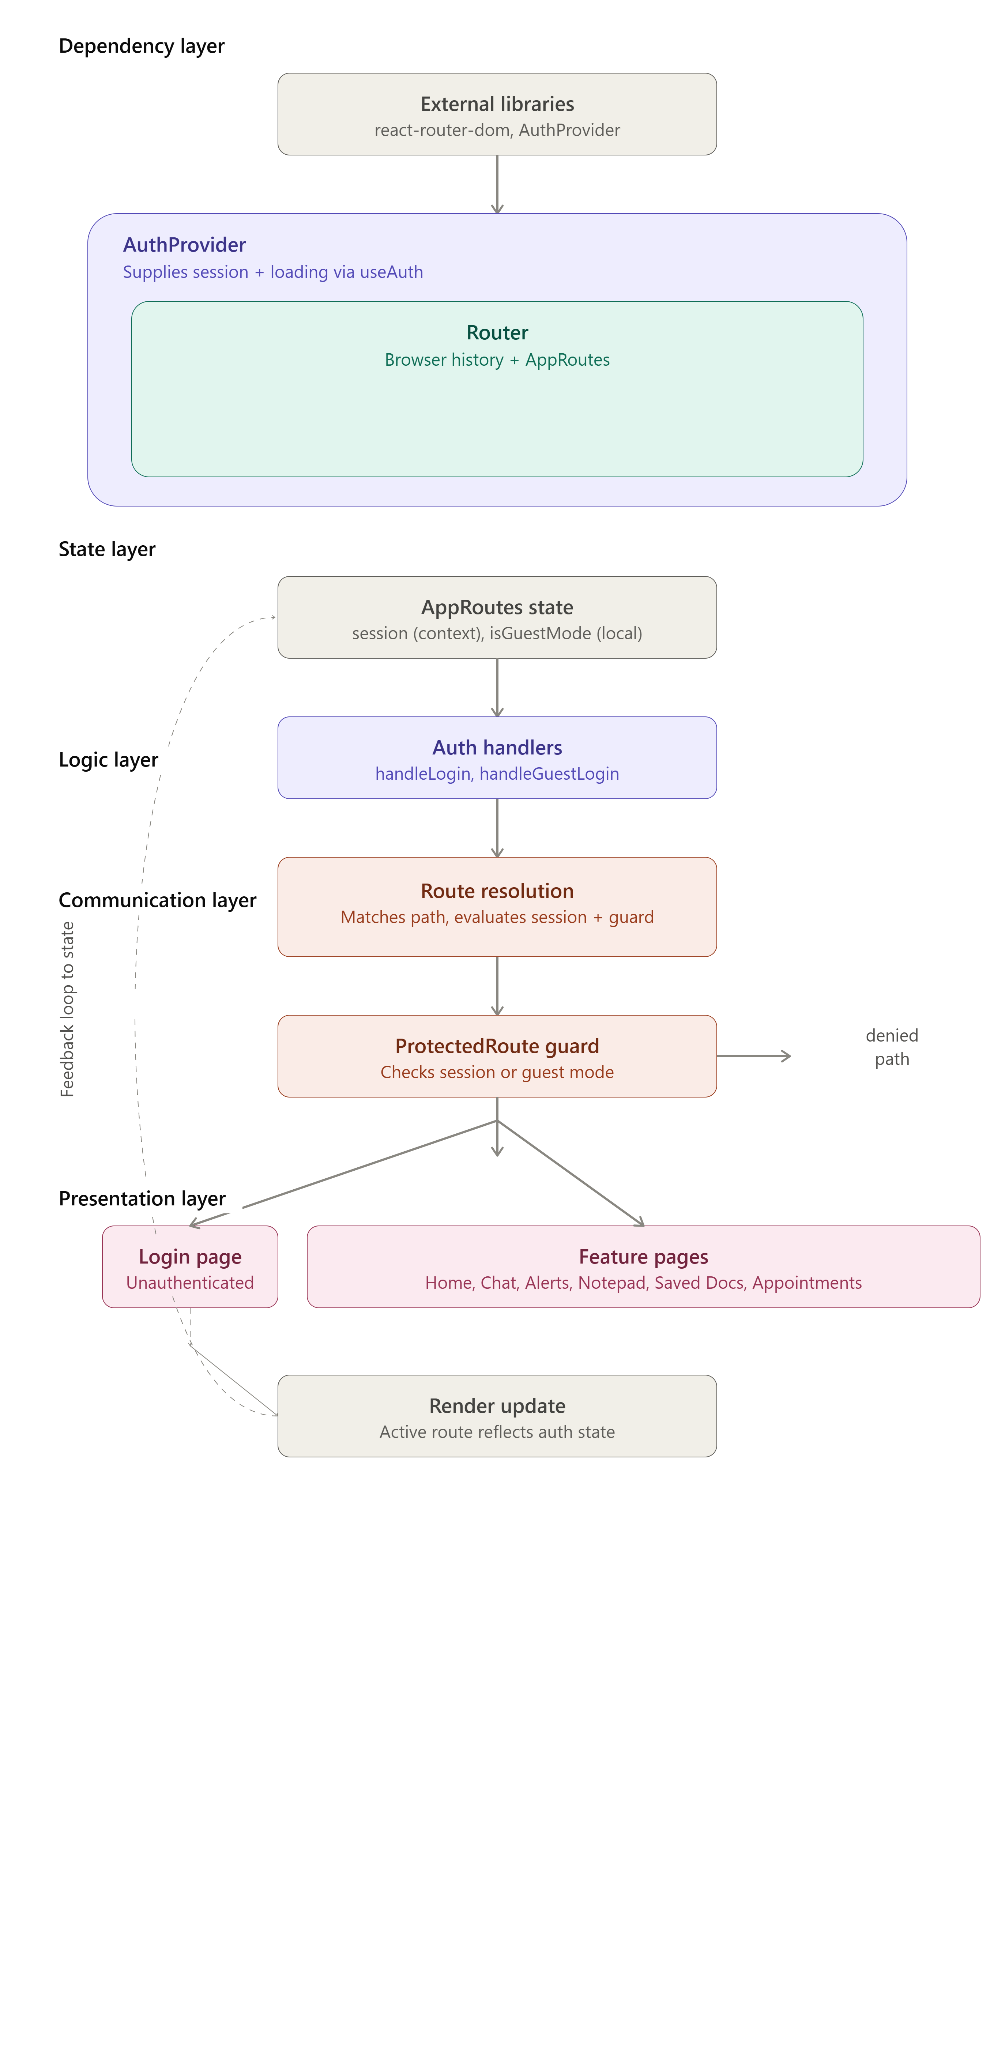 Dependency layer
External libraries
react-router-dom, AuthProvider
AuthProvider
Supplies session + loading via useAuth
Router
Browser history + AppRoutes
State layer
AppRoutes state
session (context), isGuestMode (local)
Logic layer
Auth handlers
handleLogin, handleGuestLogin
Communication layer
Route resolution
Matches path, evaluates session + guard
Feedback loop to state
ProtectedRoute guard
Checks session or guest mode
denied
path
Presentation layer
Login page
Unauthenticated
Feature pages
Home, Chat, Alerts, Notepad, Saved Docs, Appointments
Render update
Active route reflects auth state